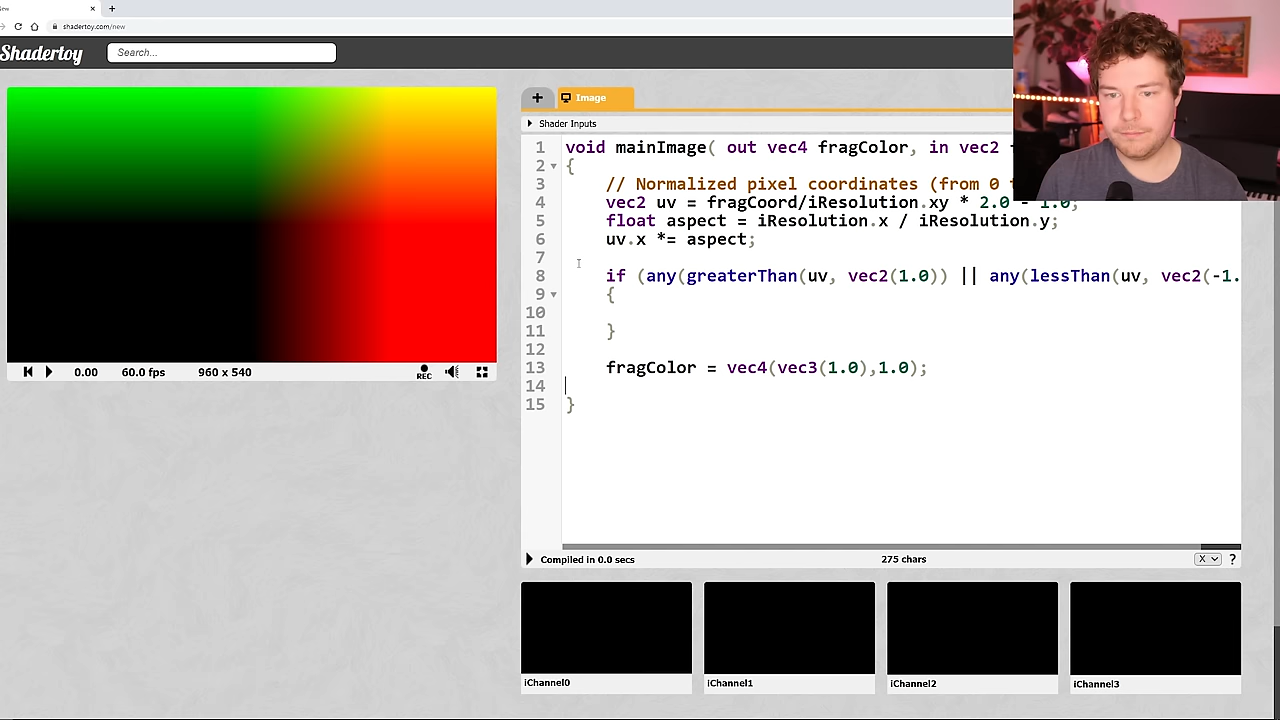 shadertoy.com/new
Shadertoy
Search...
+
Image
Shader Inputs
1 void mainImage( out vec4 fragColor, in vec2
2 {
3 // Normalized pixel coordinates (from 0
4 vec2 uv = fragCoord/iResolution.xy * 2.0 - 1.0;
5 float aspect = iResolution.x / iResolution.y;
6 uv.x *= aspect;
7
8 if (any(greaterThan(uv, vec2(1.0)) || any(lessThan(uv, vec2(-1.
9 {
10
11 }
12
13 fragColor = vec4(vec3(1.0),1.0);
14
15 }
0.00 60.0 fps 960 x 540
REC
Compiled in 0.0 secs 275 chars X ?
iChannel0 iChannel1 iChannel2 iChannel3